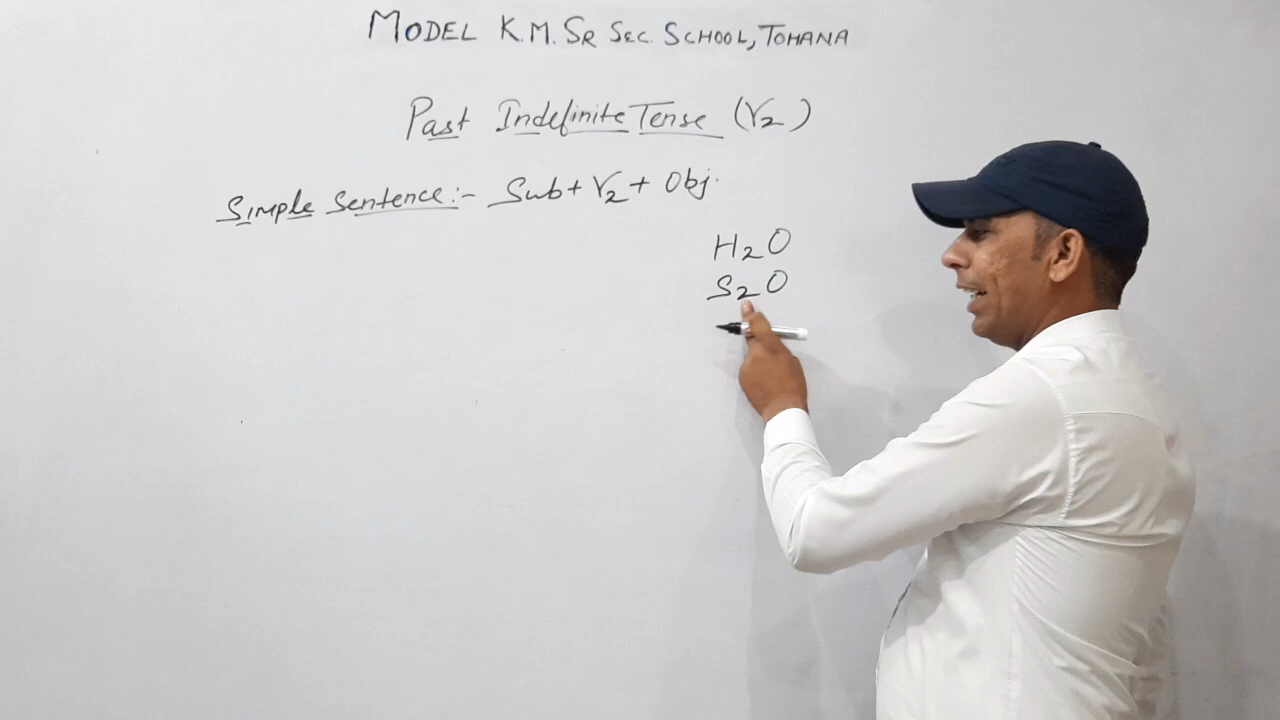 MODEL K.M. SR SEC. SCHOOL, TOHANA
Past Indefinite Tense (V₂)
Simple Sentence:- Sub + V₂ + Obj.
H₂O
S₂O